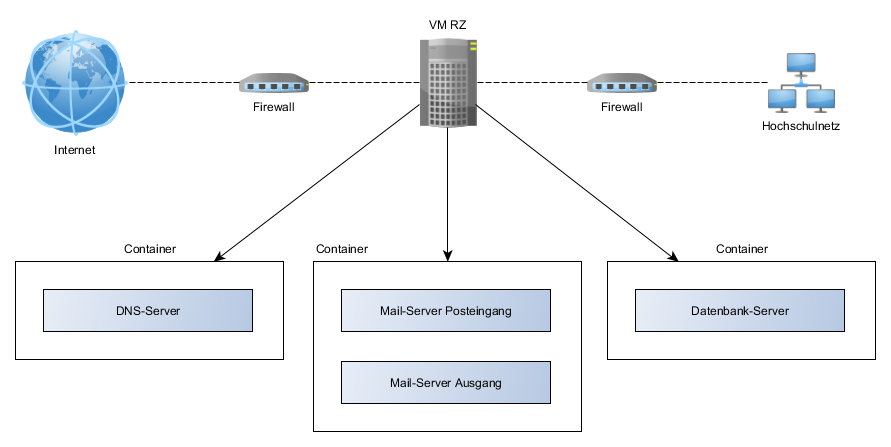 VM RZ
Firewall
Firewall
Internet
Hochschulnetz
Container
Container
Container
DNS-Server
Mail-Server Posteingang
Datenbank-Server
Mail-Server Ausgang